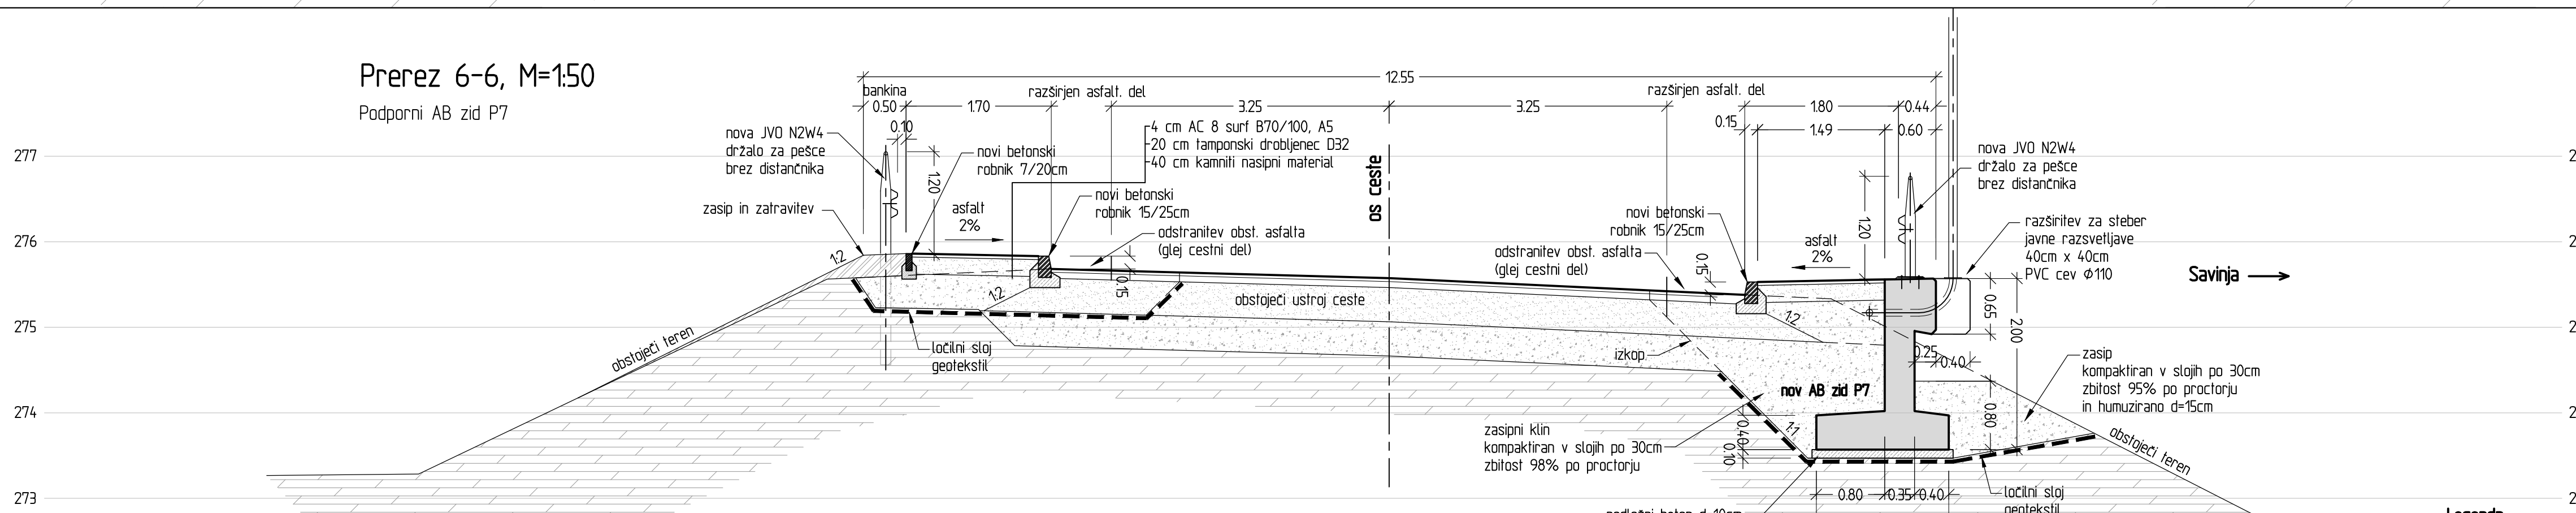 Prerez 6-6, M=1:50
Podporni AB zid P7
12.55
bankina
razširjen asfalt. del
razširjen asfalt. del
0.50
1.70
3.25
3.25
1.80
0.44
0.10
0.15
1.49
0.60
nova JVO N2W4
držalo za pešce
brez distančnika
4 cm AC 8 surf B70/100, A5
20 cm tamponski drobljenec D32
40 cm kamniti nasipni material
277
novi betonski
robnik 7/20cm
1.20
os ceste
nova JVO N2W4
držalo za pešce
brez distančnika
zasip in zatravitev
asfalt
2%
novi betonski
robnik 15/25cm
odstranitev obst. asfalta
(glej cestni del)
novi betonski
robnik 15/25cm
odstranitev obst. asfalta
(glej cestni del)
asfalt
2%
1.20
razširitev za steber
javne razsvetljave
40cm x 40cm
PVC cev Ø110
276
Savinja
1:2
1:2
0.15
obstoječi ustroj ceste
0.15
1:2
0.65
2.00
275
obstoječi teren
ločilni sloj
geotekstil
izkop
0.25
0.40
nov AB zid P7
zasip
kompaktiran v slojih po 30cm
zbitost 95% po proctorju
in humuzirano d=15cm
274
zasipni klin
kompaktiran v slojih po 30cm
zbitost 98% po proctorju
0.40
0.10
1:1
0.80
obstoječi teren
273
0.80
0.35
0.40
ločilni sloj
geotekstil
podložni beton d=10cm
Legenda